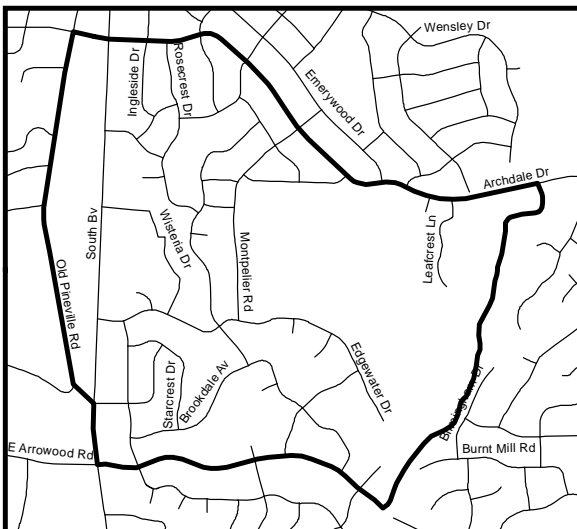 Wensley Dr
Ingleside Dr
Rosecrest Dr
Emerywood Dr
Archdale Dr
Leafcrest Ln
Wisteria Dr
South Bv
Montpelier Rd
Old Pineville Rd
Edgewater Dr
Starcrest Dr
Brookdale Av
E Arrowood Rd
Burnt Mill Rd